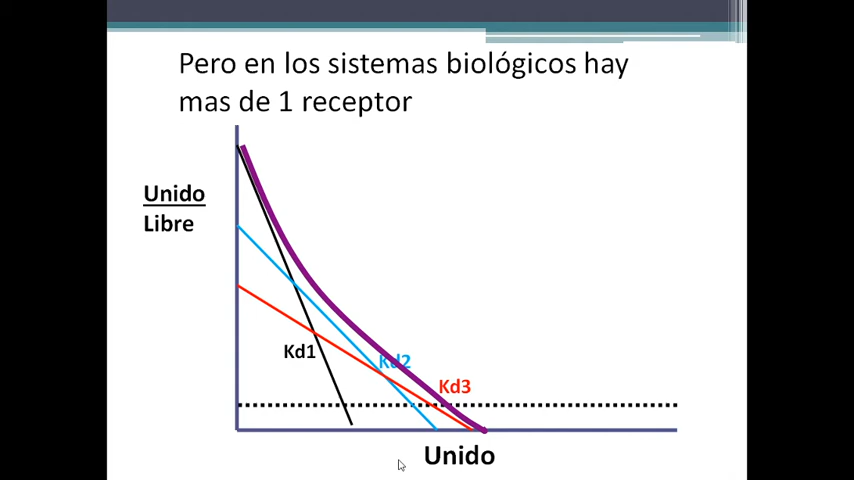 Pero en los sistemas biológicos hay
mas de 1 receptor
Unido
Libre
Kd1
Kd2
Kd3
Unido